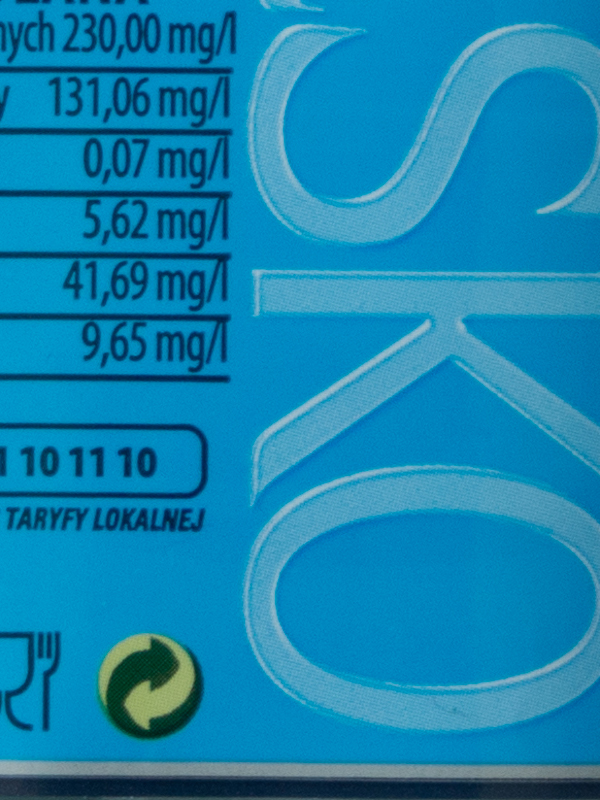 nych 230,00 mg/l
y 131,06 mg/l
0,07 mg/l
5,62 mg/l
41,69 mg/l
9,65 mg/l
1 10 11 10
TARYFY LOKALNEJ
SKO